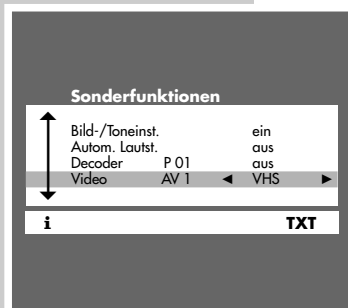 Sonderfunktionen
Bild-/Toneinst. ein
Autom. Lautst. aus
Decoder P 01 aus
Video AV 1 ◄ VHS ►
i TXT